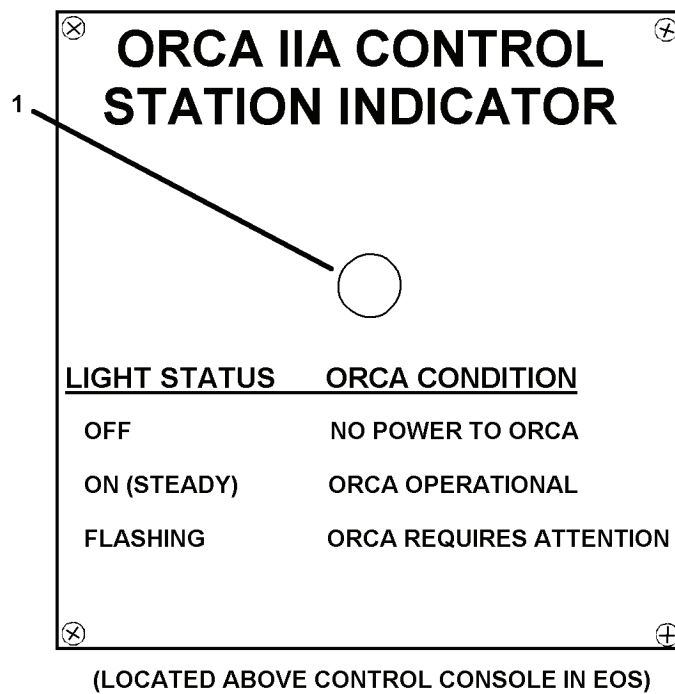 ORCA IIA CONTROL
STATION INDICATOR
1
LIGHT STATUS ORCA CONDITION
OFF NO POWER TO ORCA
ON (STEADY) ORCA OPERATIONAL
FLASHING ORCA REQUIRES ATTENTION
(LOCATED ABOVE CONTROL CONSOLE IN EOS)